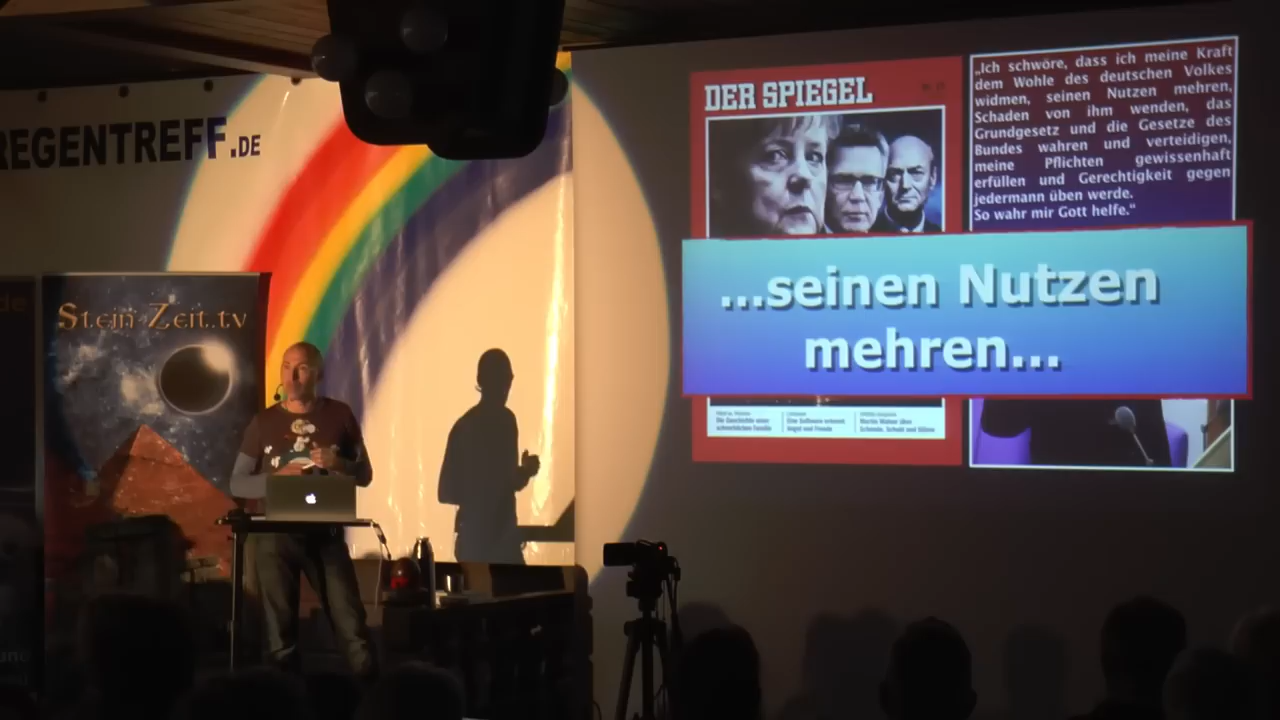 REGENTREFF.DE
Stein-Zeit.tv
DER SPIEGEL
„Ich schwöre, dass ich meine Kraft
dem Wohle des deutschen Volkes
widmen, seinen Nutzen mehren,
Schaden von ihm wenden, das
Grundgesetz und die Gesetze des
Bundes wahren und verteidigen,
meine Pflichten gewissenhaft
erfüllen und Gerechtigkeit gegen
jedermann üben werde.
So wahr mir Gott helfe.“
...seinen Nutzen
mehren...